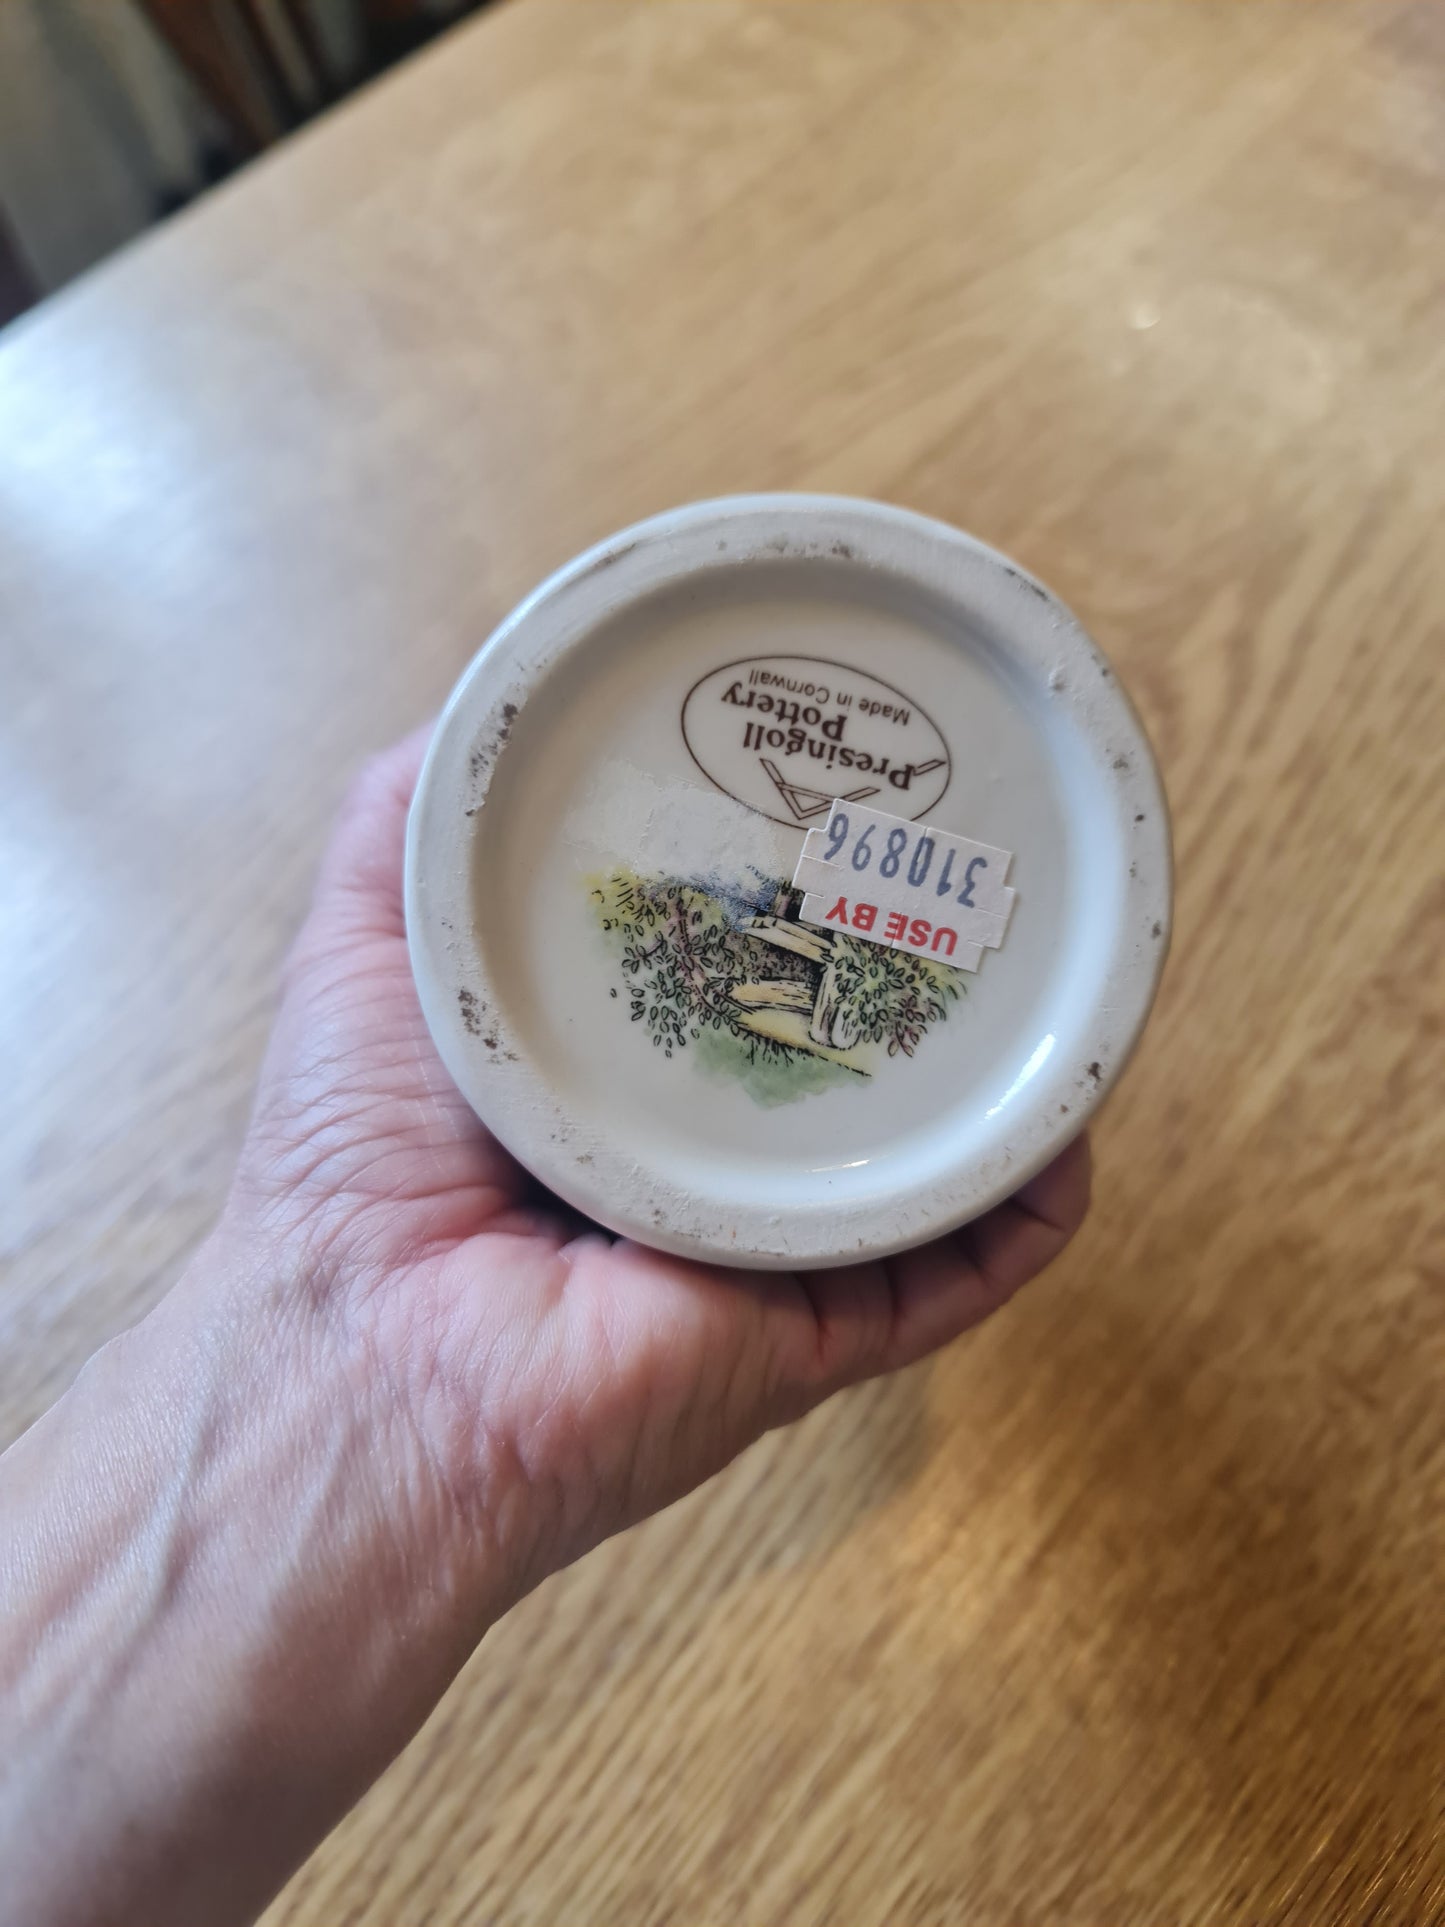 Presingoll
Pottery
Made in Cornwall
USE BY
310896